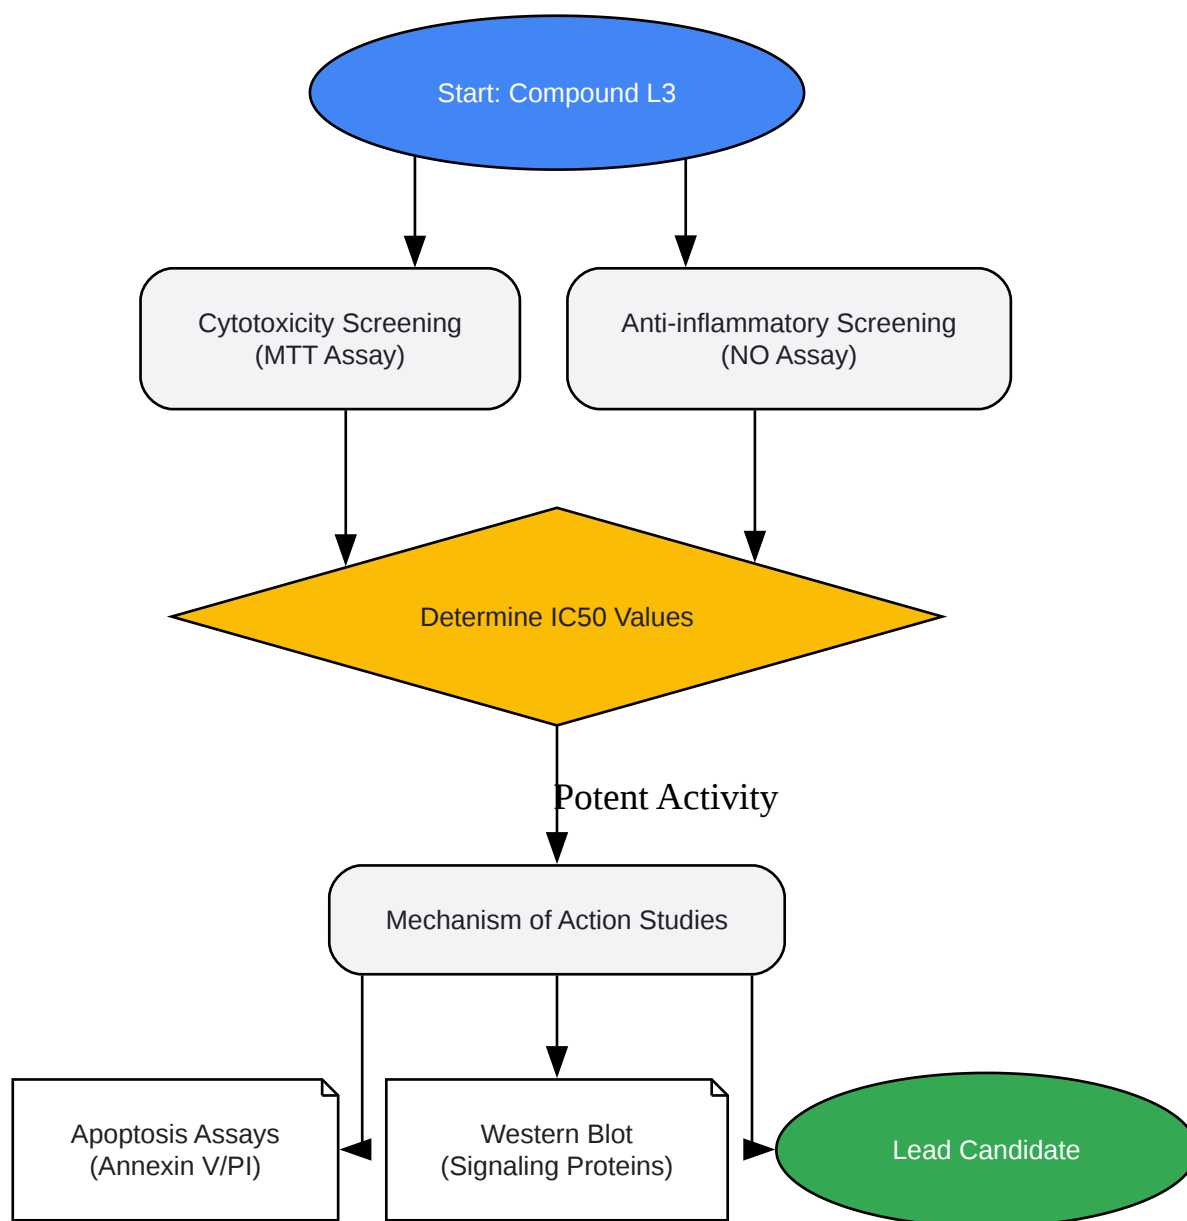 Start: Compound L3
Cytotoxicity Screening
(MTT Assay)
Anti-inflammatory Screening
(NO Assay)
Determine IC50 Values
Potent Activity
Mechanism of Action Studies
Apoptosis Assays
(Annexin V/PI)
Western Blot
(Signaling Proteins)
Lead Candidate